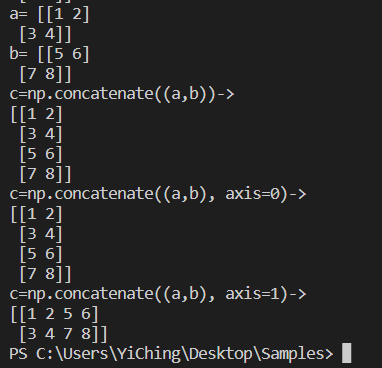 a= [[1 2]
 [3 4]]
b= [[5 6]
 [7 8]]
c=np.concatenate((a,b))->
[[1 2]
 [3 4]
 [5 6]
 [7 8]]
c=np.concatenate((a,b), axis=0)->
[[1 2]
 [3 4]
 [5 6]
 [7 8]]
c=np.concatenate((a,b), axis=1)->
[[1 2 5 6]
 [3 4 7 8]]
PS C:\Users\YiChing\Desktop\Samples>